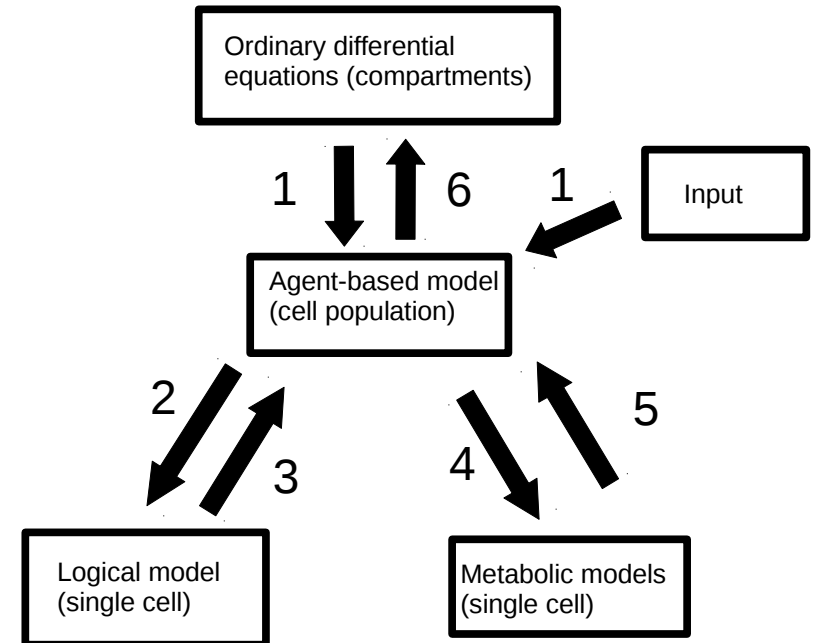 Ordinary differential
equations (compartments)
1
6
1
Input
Agent-based model
(cell population)
2
3
4
5
Logical model
(single cell)
Metabolic models
(single cell)